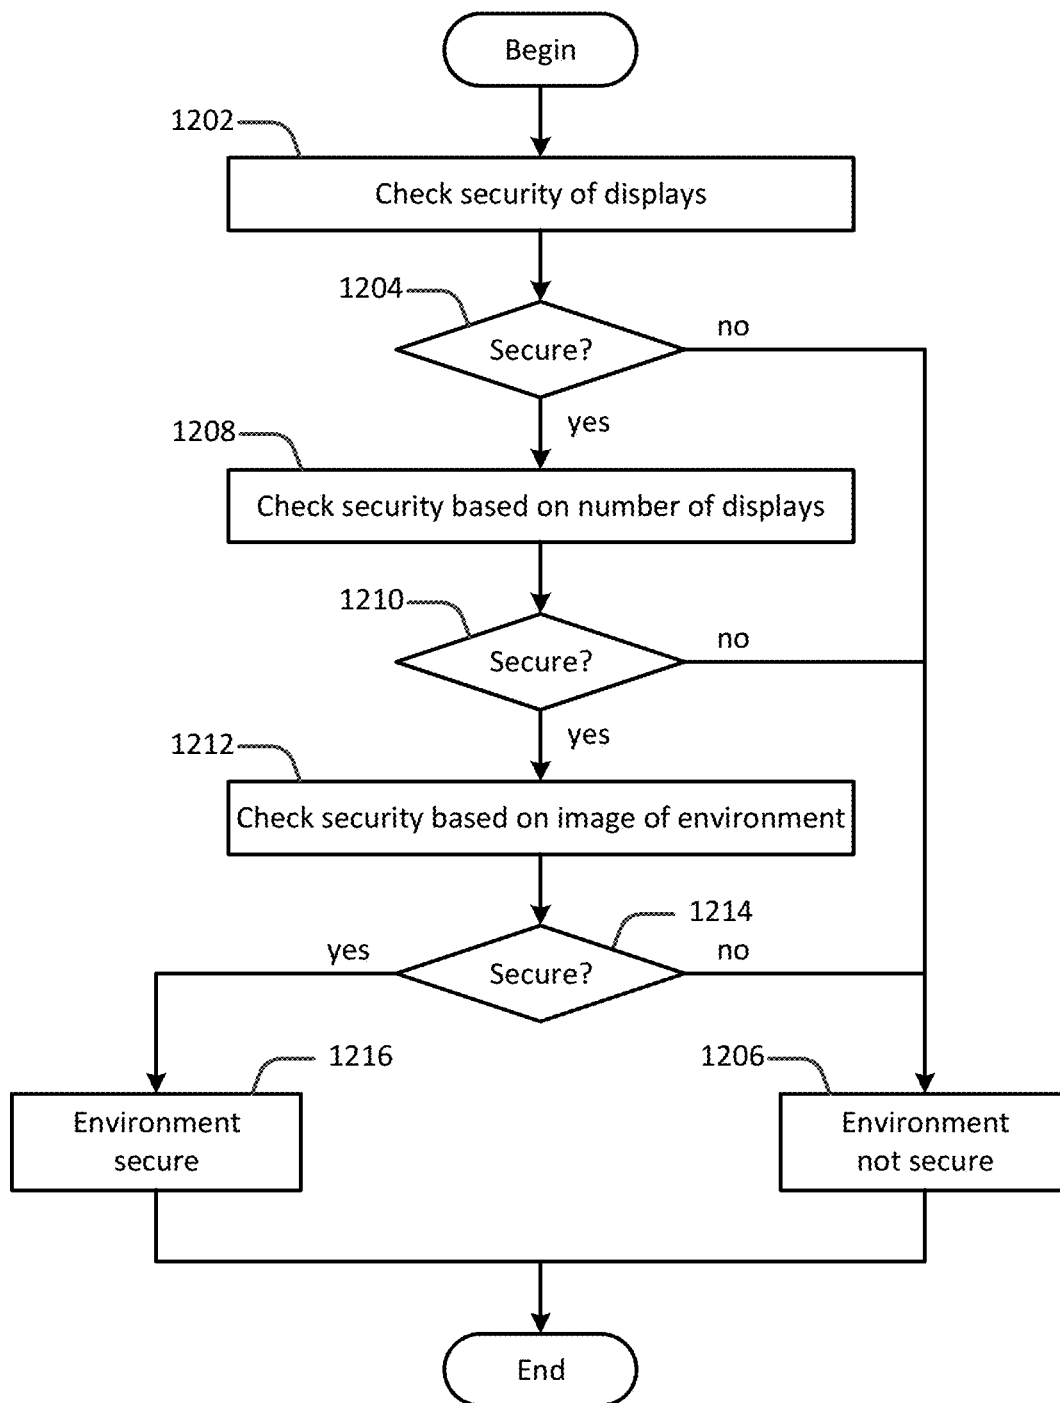 Begin
1202
Check security of displays
1204
Secure?
no
yes
1208
Check security based on number of displays
1210
Secure?
no
yes
1212
Check security based on image of environment
1214
yes
Secure?
no
1216
1206
Environment
secure
Environment
not secure
End